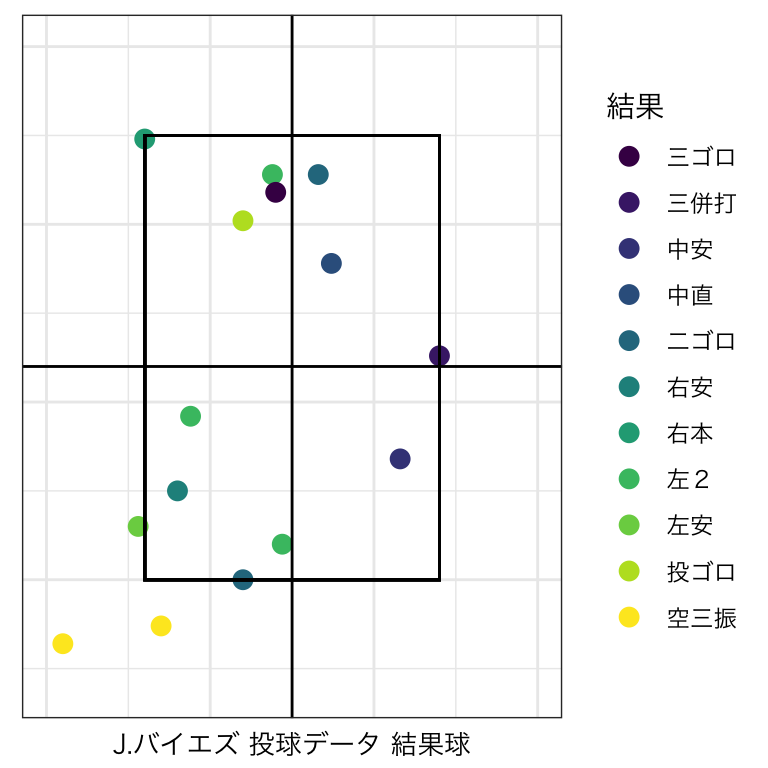 結果
三ゴロ
三併打
中安
中直
二ゴロ
右安
右本
左２
左安
投ゴロ
空三振
J.バイエズ 投球データ 結果球